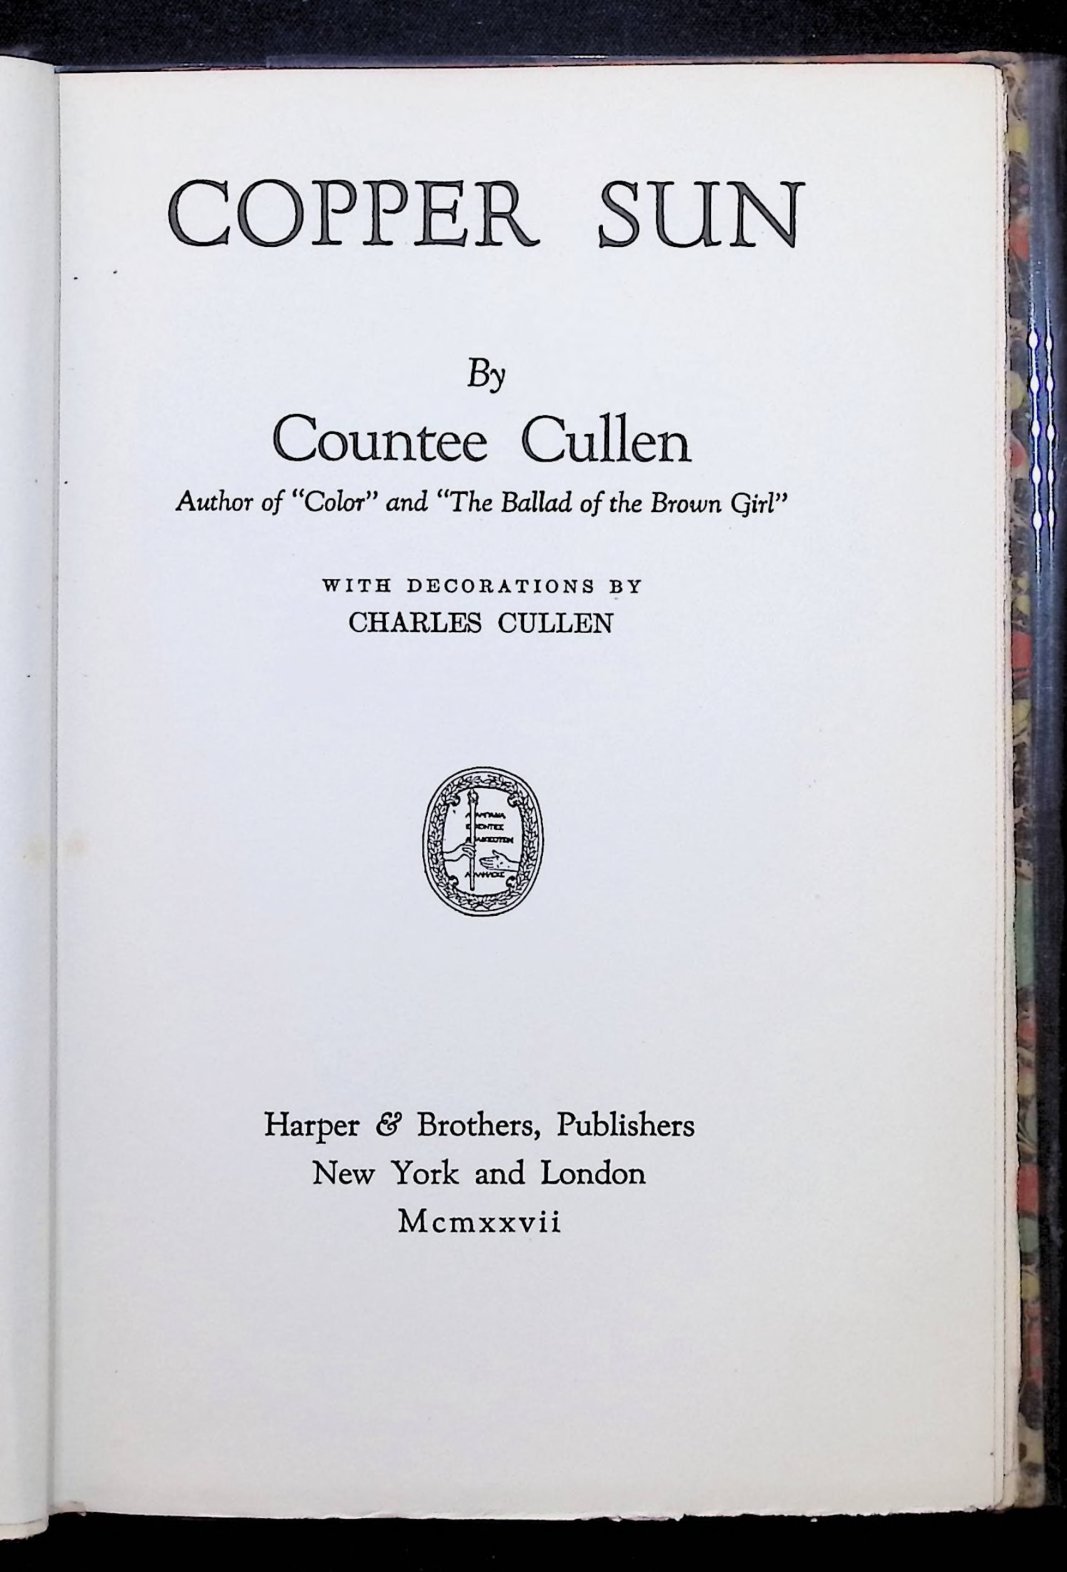 COPPER SUN
By
Countee Cullen
Author of “Color” and “The Ballad of the Brown Girl”
WITH DECORATIONS BY
CHARLES CULLEN
Harper & Brothers, Publishers
New York and London
Mcmxxvii